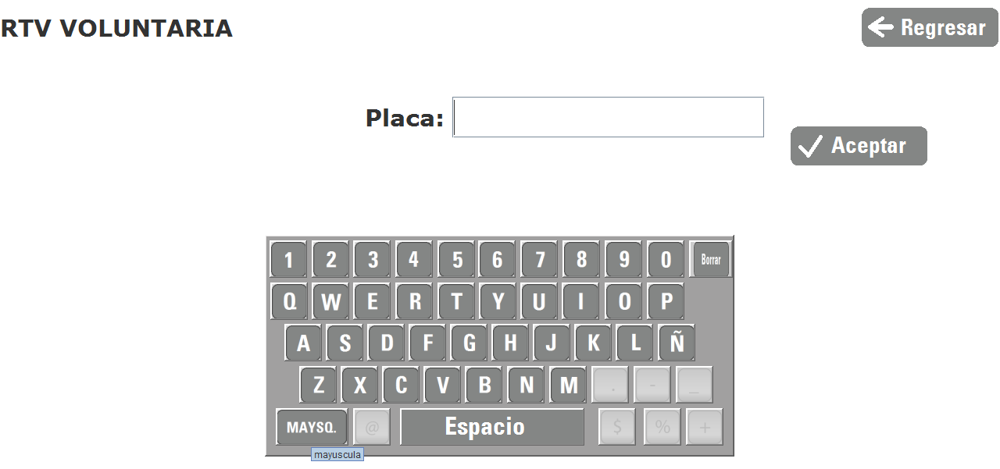 RTV VOLUNTARIA
Regresar
Placa:
Aceptar
1 2 3 4 5 6 7 8 9 0 Borrar
Q W E R T Y U I O P
A S D F G H J K L Ñ
Z X C V B N M . - _
MAYSQ. @ Espacio $ % +
mayuscula